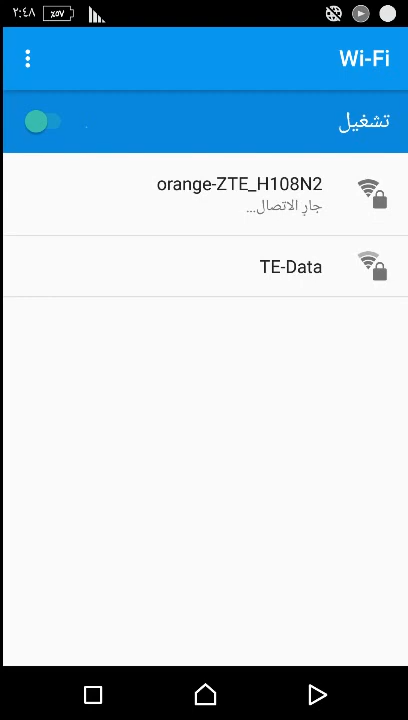 ٢:٤٨ ٪٥٧
Wi-Fi
تشغيل
orange-ZTE_H108N2
جارٍ الاتصال...
TE-Data